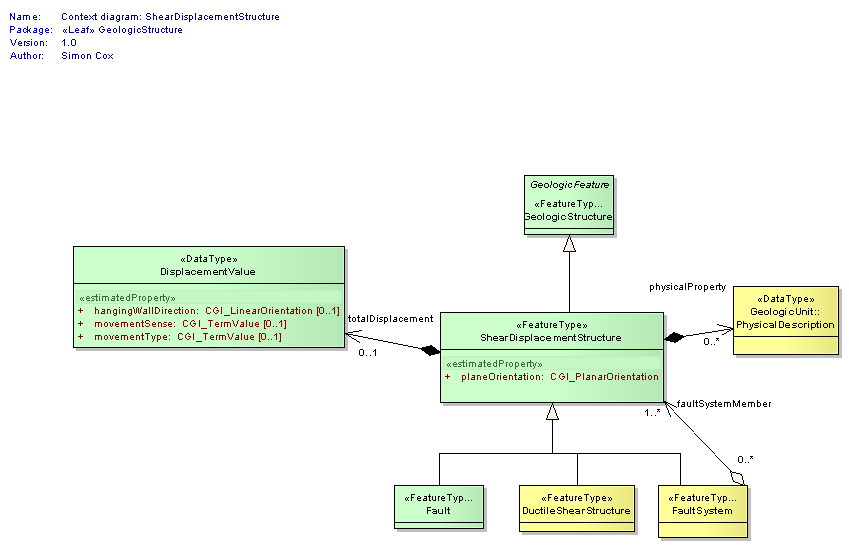 Name: Context diagram: ShearDisplacementStructure
Package: «Leaf» GeologicStructure
Version: 1.0
Author: Simon Cox
GeologicFeature
«FeatureTyp...
GeologicStructure
«DataType»
DisplacementValue
«estimatedProperty»
+ hangingWallDirection: CGI_LinearOrientation [0..1]
+ movementSense: CGI_TermValue [0..1]
+ movementType: CGI_TermValue [0..1]
totalDisplacement
0..1
«FeatureType»
ShearDisplacementStructure
«estimatedProperty»
+ planeOrientation: CGI_PlanarOrientation
physicalProperty
0..*
«DataType»
GeologicUnit::
PhysicalDescription
faultSystemMember
1..*
0..*
«FeatureTyp...
Fault
«FeatureType»
DuctileShearStructure
«FeatureTyp...
FaultSystem